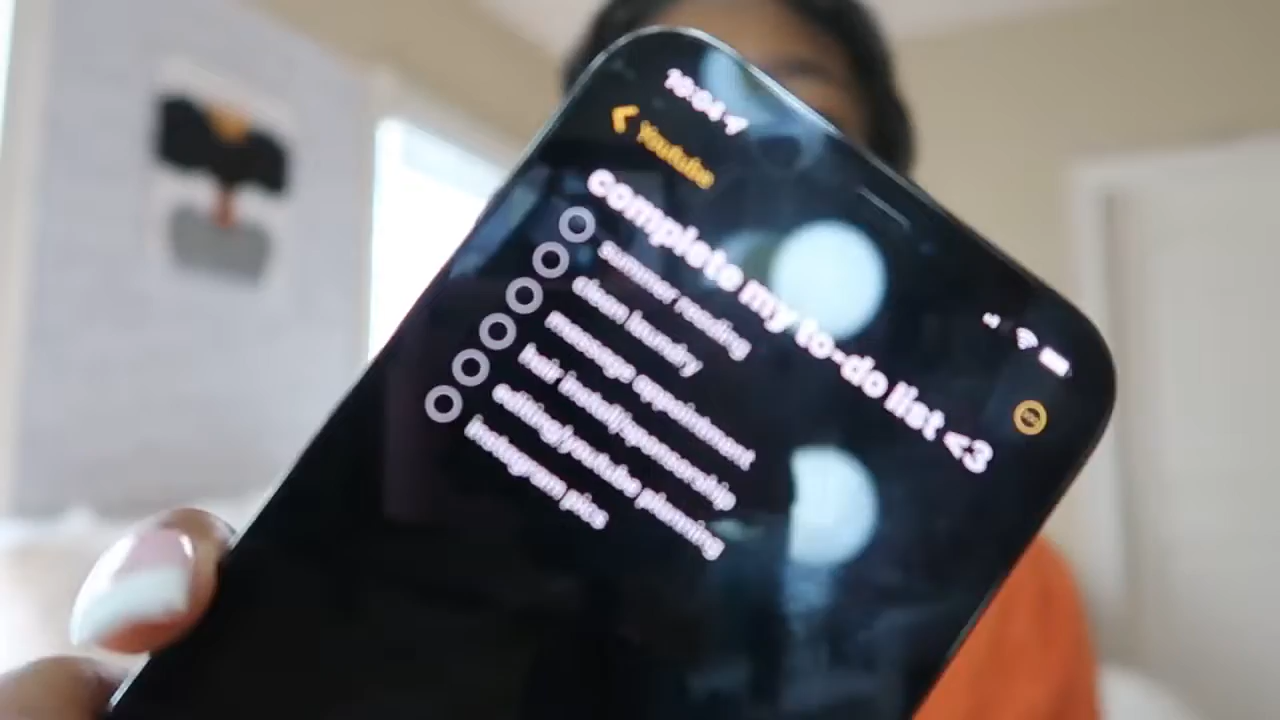 10:04
Youtube
complete my to-do list <3
summer reading
clean laundry
massage appointment
hair install/sponsorship
editing/youtube planning
instagram pics